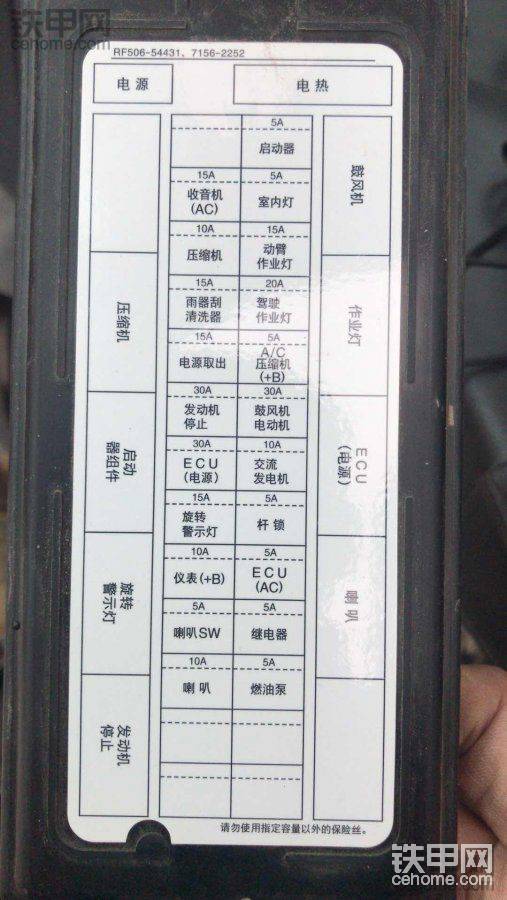 铁甲网
cehome.com
RF506-54431、7156-2252
电源
电热
5A
启动器
鼓风机
15A
5A
收音机
(AC)
室内灯
10A
15A
压缩机
动臂
作业灯
压缩机
15A
20A
雨器刮
清洗器
驾驶
作业灯
作业灯
15A
5A
电源取出
A/C
压缩机
(+B)
启动
器组件
30A
30A
发动机
停止
鼓风机
电动机
ECU
(电源)
30A
10A
ECU
(电源)
交流
发电机
15A
5A
旋转
警示灯
杆锁
旋转
警示灯
10A
5A
仪表(+B)
ECU
(AC)
喇叭
5A
5A
喇叭SW
继电器
10A
5A
喇叭
燃油泵
发动机
停止
请勿使用指定容量以外的保险丝。
铁甲网
cehome.com